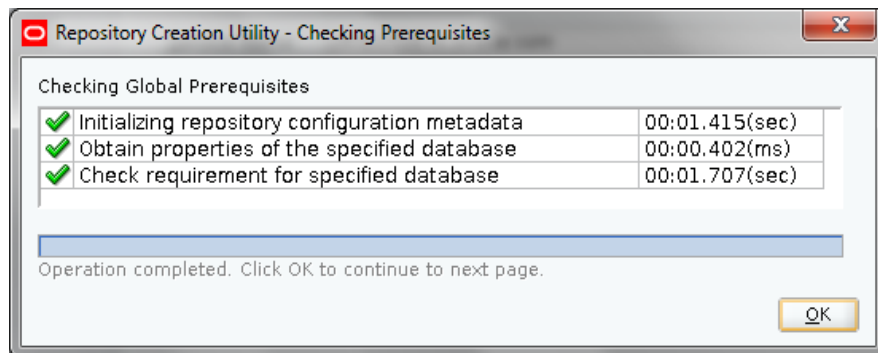 Repository Creation Utility - Checking Prerequisites
Checking Global Prerequisites
Initializing repository configuration metadata 00:01.415(sec)
Obtain properties of the specified database 00:00.402(ms)
Check requirement for specified database 00:01.707(sec)
Operation completed. Click OK to continue to next page.
OK